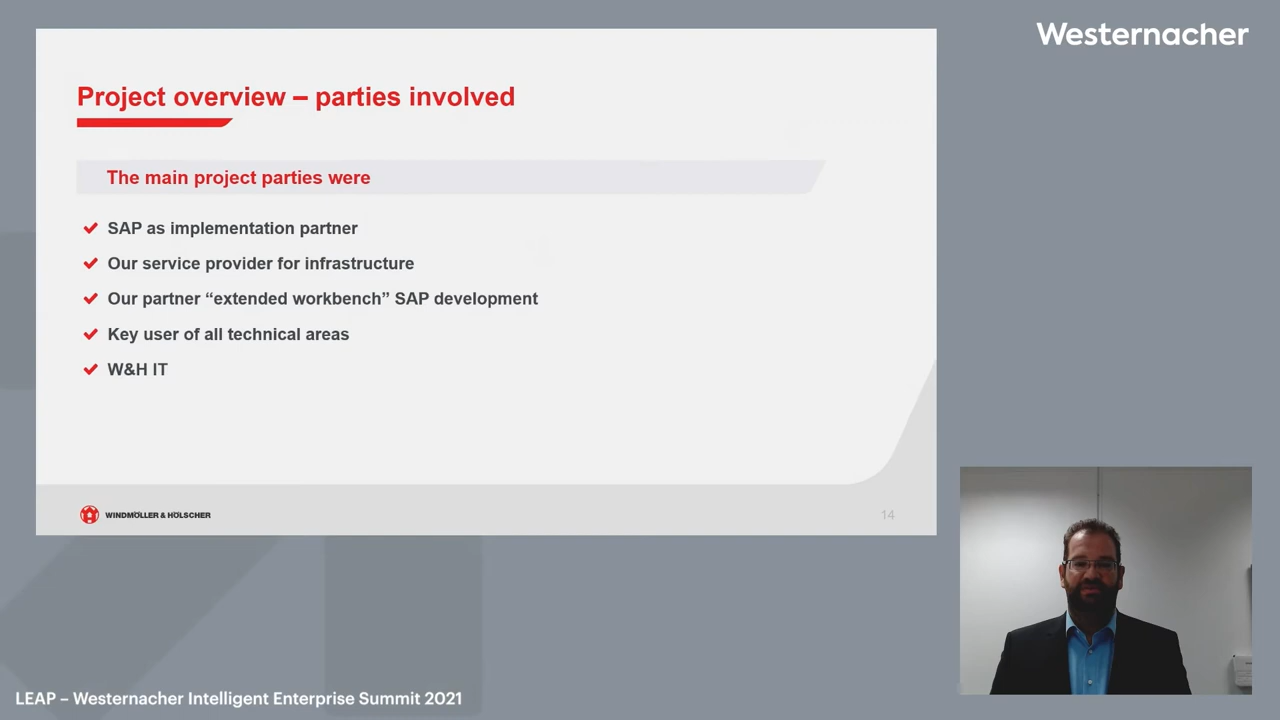 Westernacher
Project overview – parties involved
The main project parties were
SAP as implementation partner
Our service provider for infrastructure
Our partner “extended workbench” SAP development
Key user of all technical areas
W&H IT
WINDMÖLLER & HÖLSCHER
14
LEAP – Westernacher Intelligent Enterprise Summit 2021